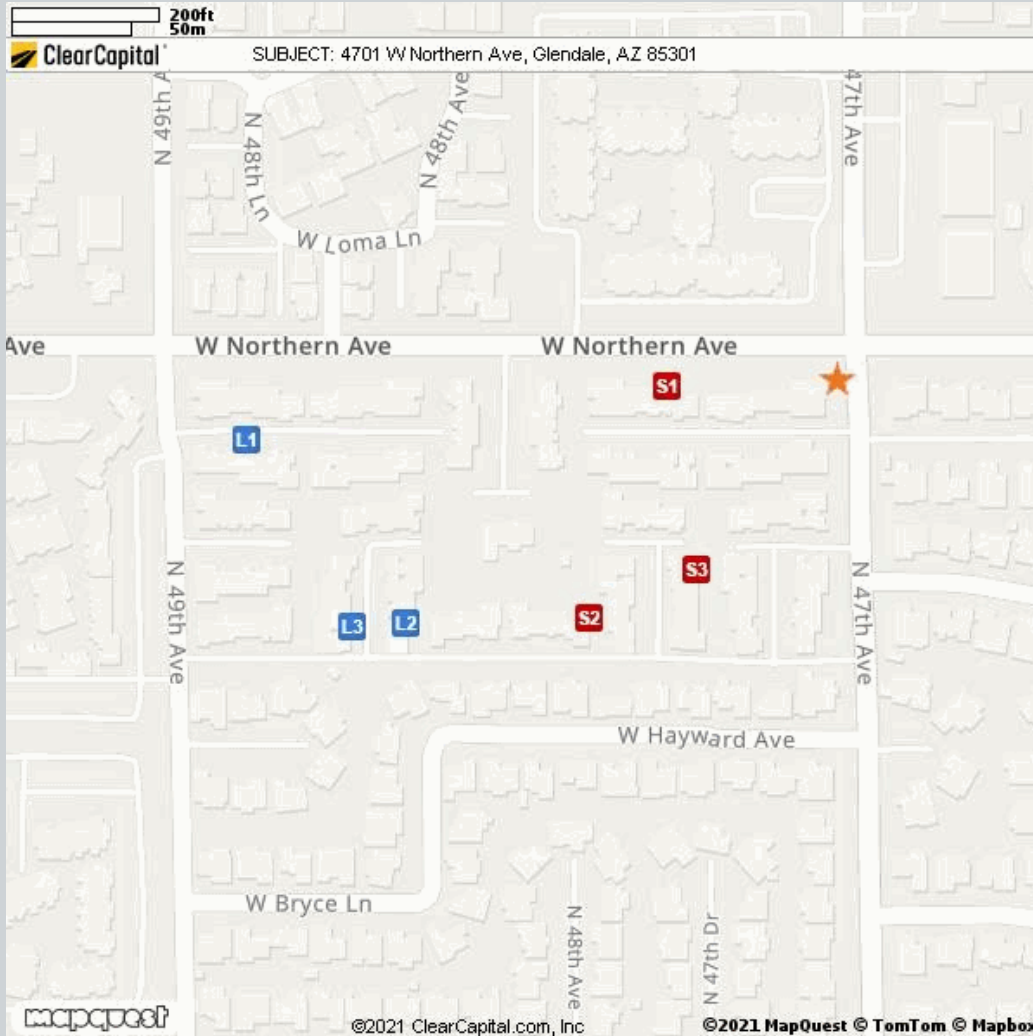 200ft
50m
ClearCapital
SUBJECT: 4701 W Northern Ave, Glendale, AZ 85301
N 49th A
N 48th Ln
N 48th Ave
47th Ave
W Loma Ln
Ave
W Northern Ave
W Northern Ave
S1
L1
S3
N 49th Ave
N 47th Ave
L3
L2
S2
W Hayward Ave
W Bryce Ln
N 48th Ave
N 47th Dr
mapquest
©2021 ClearCapital.com, Inc
©2021 MapQuest © TomTom © Mapbox